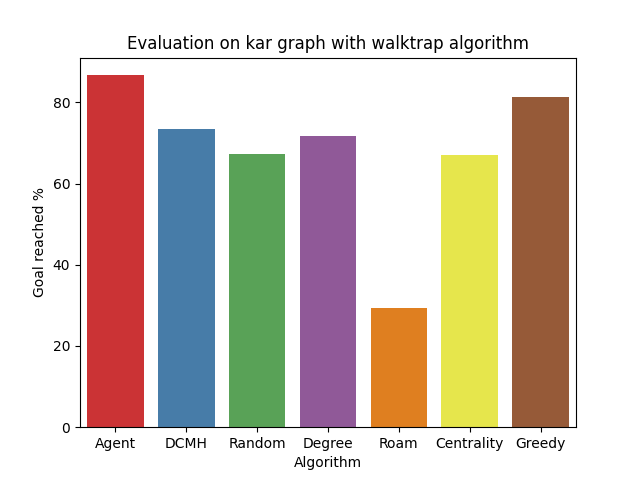 Evaluation on kar graph with walktrap algorithm
80
60
40
20
0
Goal reached %
Agent DCMH Random Degree Roam Centrality Greedy
Algorithm